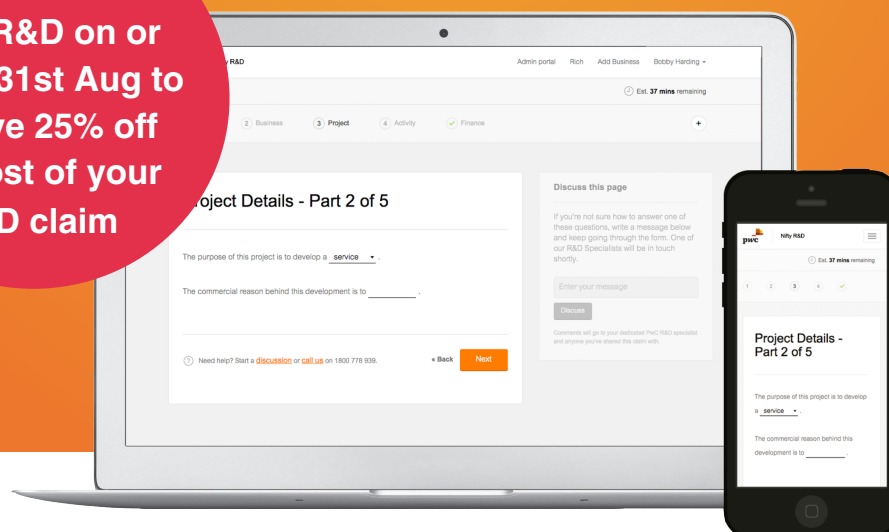 R&D on or
31st Aug to
25% off
of your
claim
R&D
Admin portal Rich Add Business Bobby Harding
Est. 37 mins remaining
2 Business 3 Project 4 Activity Finance
+
Project Details - Part 2 of 5
The purpose of this project is to develop a service .
The commercial reason behind this development is to .
? Need help? Start a discussion or call us on 1800 778 939.
« Back Next
Discuss this page
If you're not sure how to answer one of
these questions, write a message below
and keep going through the form. One of
our R&D Specialists will be in touch
shortly.
Enter your message
Discuss
Comments will go to your dedicated PwC R&D specialist
and anyone you've shared this claim with.
pwc Nifty R&D
Est. 37 mins remaining
1 2 3 4
Project Details -
Part 2 of 5
The purpose of this project is to develop
a service .
The commercial reason behind this
development is to .